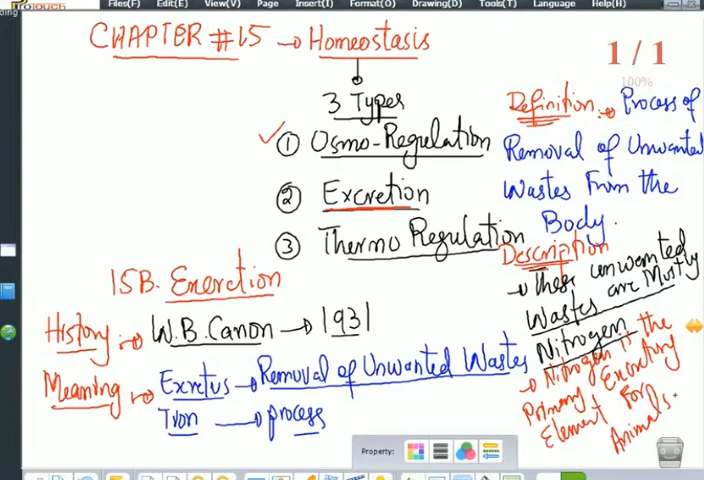 ProTouch
Files(F) Edit(E) View(V) Page Insert(I) Format(O) Drawing(D) Tools(T) Language Help(H)
CHAPTER #15 → Homeostasis
1 / 1
100%
3 Types
① Osmo-Regulation
② Excretion
③ Thermo Regulation
Definition :→ Process of
Removal of Unwanted
Wastes From the
Body.
Description
→ These unwanted
Wastes are Mostly
Nitrogen
→ Nitrogen is the
Primary Excretory
Element For
Animals
15B. Excretion
History :→ W.B. Canon → 1931
Meaning :→ Excretus → Removal of Unwanted Wastes
Tion → process
Property: